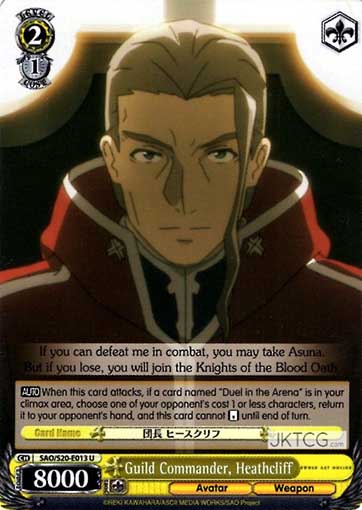 2
1
If you can defeat me in combat, you may take Asuna.
But if you lose, you will join the Knights of the Blood Oath
AUTO When this card attacks, if a card named "Duel in the Arena" is in your
climax area, choose one of your opponent's cost 1 or less characters, return
it to your opponent's hand, and this card cannot until end of turn.
Card Name
団長 ヒースクリフ
JKTCG.com
CH
SAO/S20-E013 U
Guild Commander, Heathcliff
8000
Avatar
Weapon
©REKI KAWAHARA/ASCII MEDIA WORKS/SAO Project